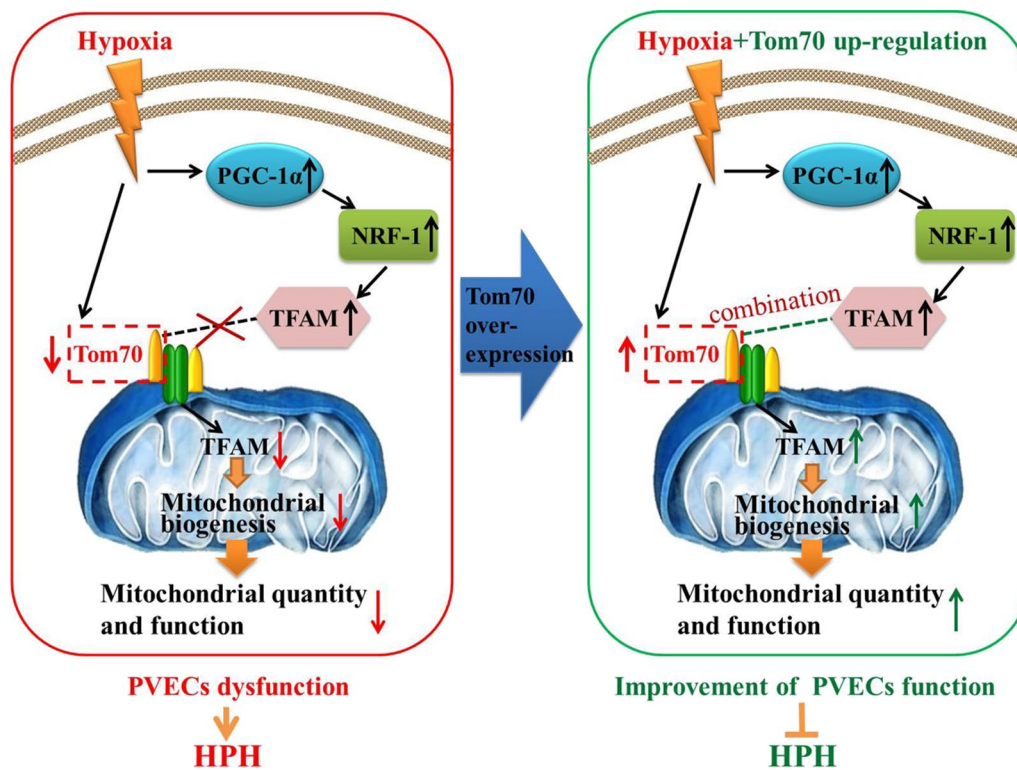 Hypoxia
PGC-1α
NRF-1
TFAM
Tom70
TFAM
Mitochondrial
biogenesis
Mitochondrial quantity
and function
PVECs dysfunction
HPH
Tom70
over-
expression
Hypoxia+Tom70 up-regulation
PGC-1α
NRF-1
combination
TFAM
Tom70
TFAM
Mitochondrial
biogenesis
Mitochondrial quantity
and function
Improvement of PVECs function
HPH